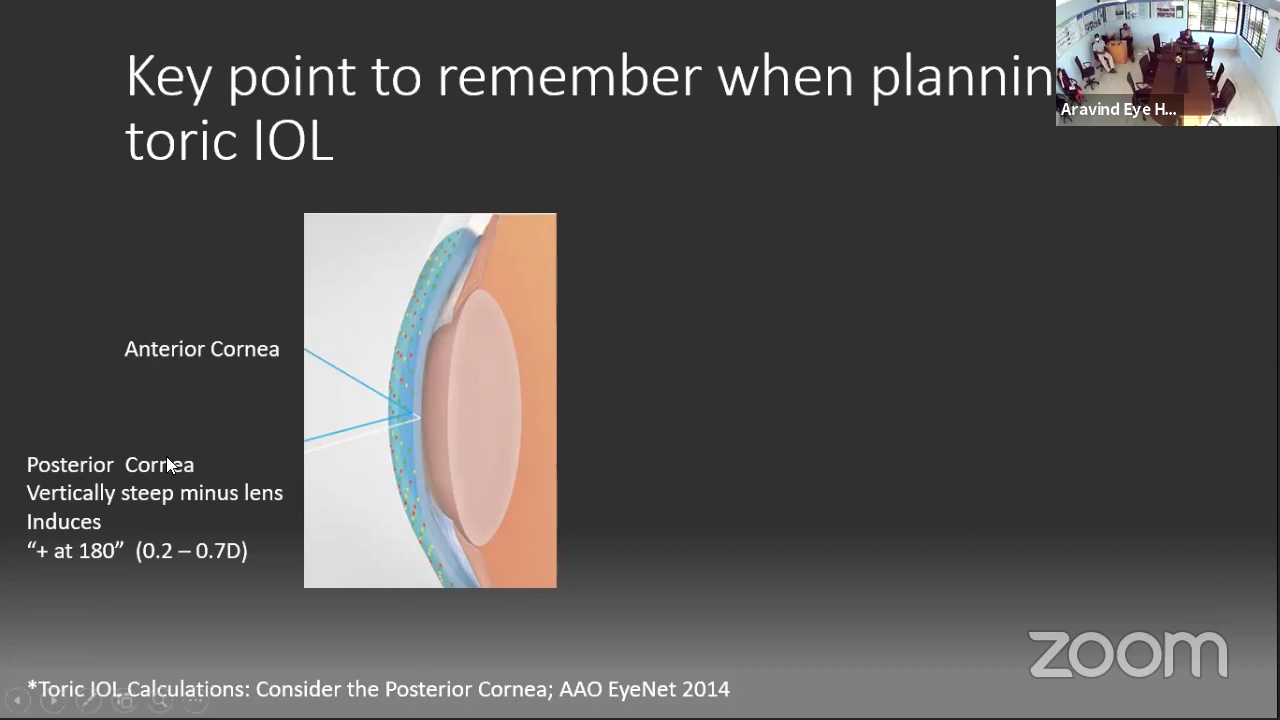 Key point to remember when plannin
toric IOL
Aravind Eye H...
Anterior Cornea
Posterior Cornea
Vertically steep minus lens
Induces
“+ at 180” (0.2 – 0.7D)
zoom
*Toric IOL Calculations: Consider the Posterior Cornea; AAO EyeNet 2014